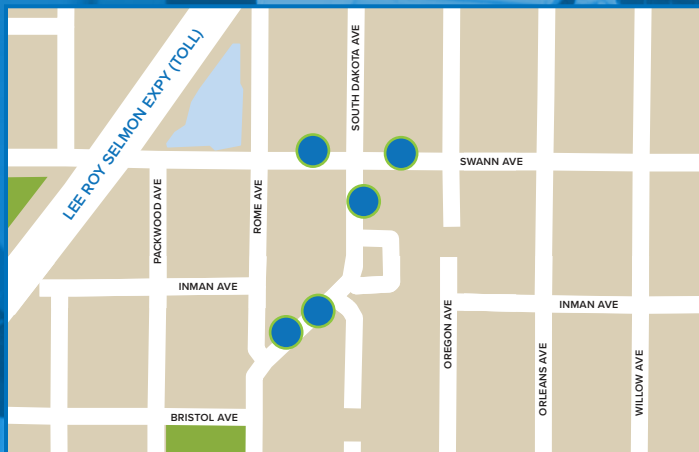 SOUTH DAKOTA AVE
LEE ROY SELMON EXPY (TOLL)
SWANN AVE
PACKWOOD AVE
ROME AVE
INMAN AVE
INMAN AVE
OREGON AVE
ORLEANS AVE
WILLOW AVE
BRISTOL AVE